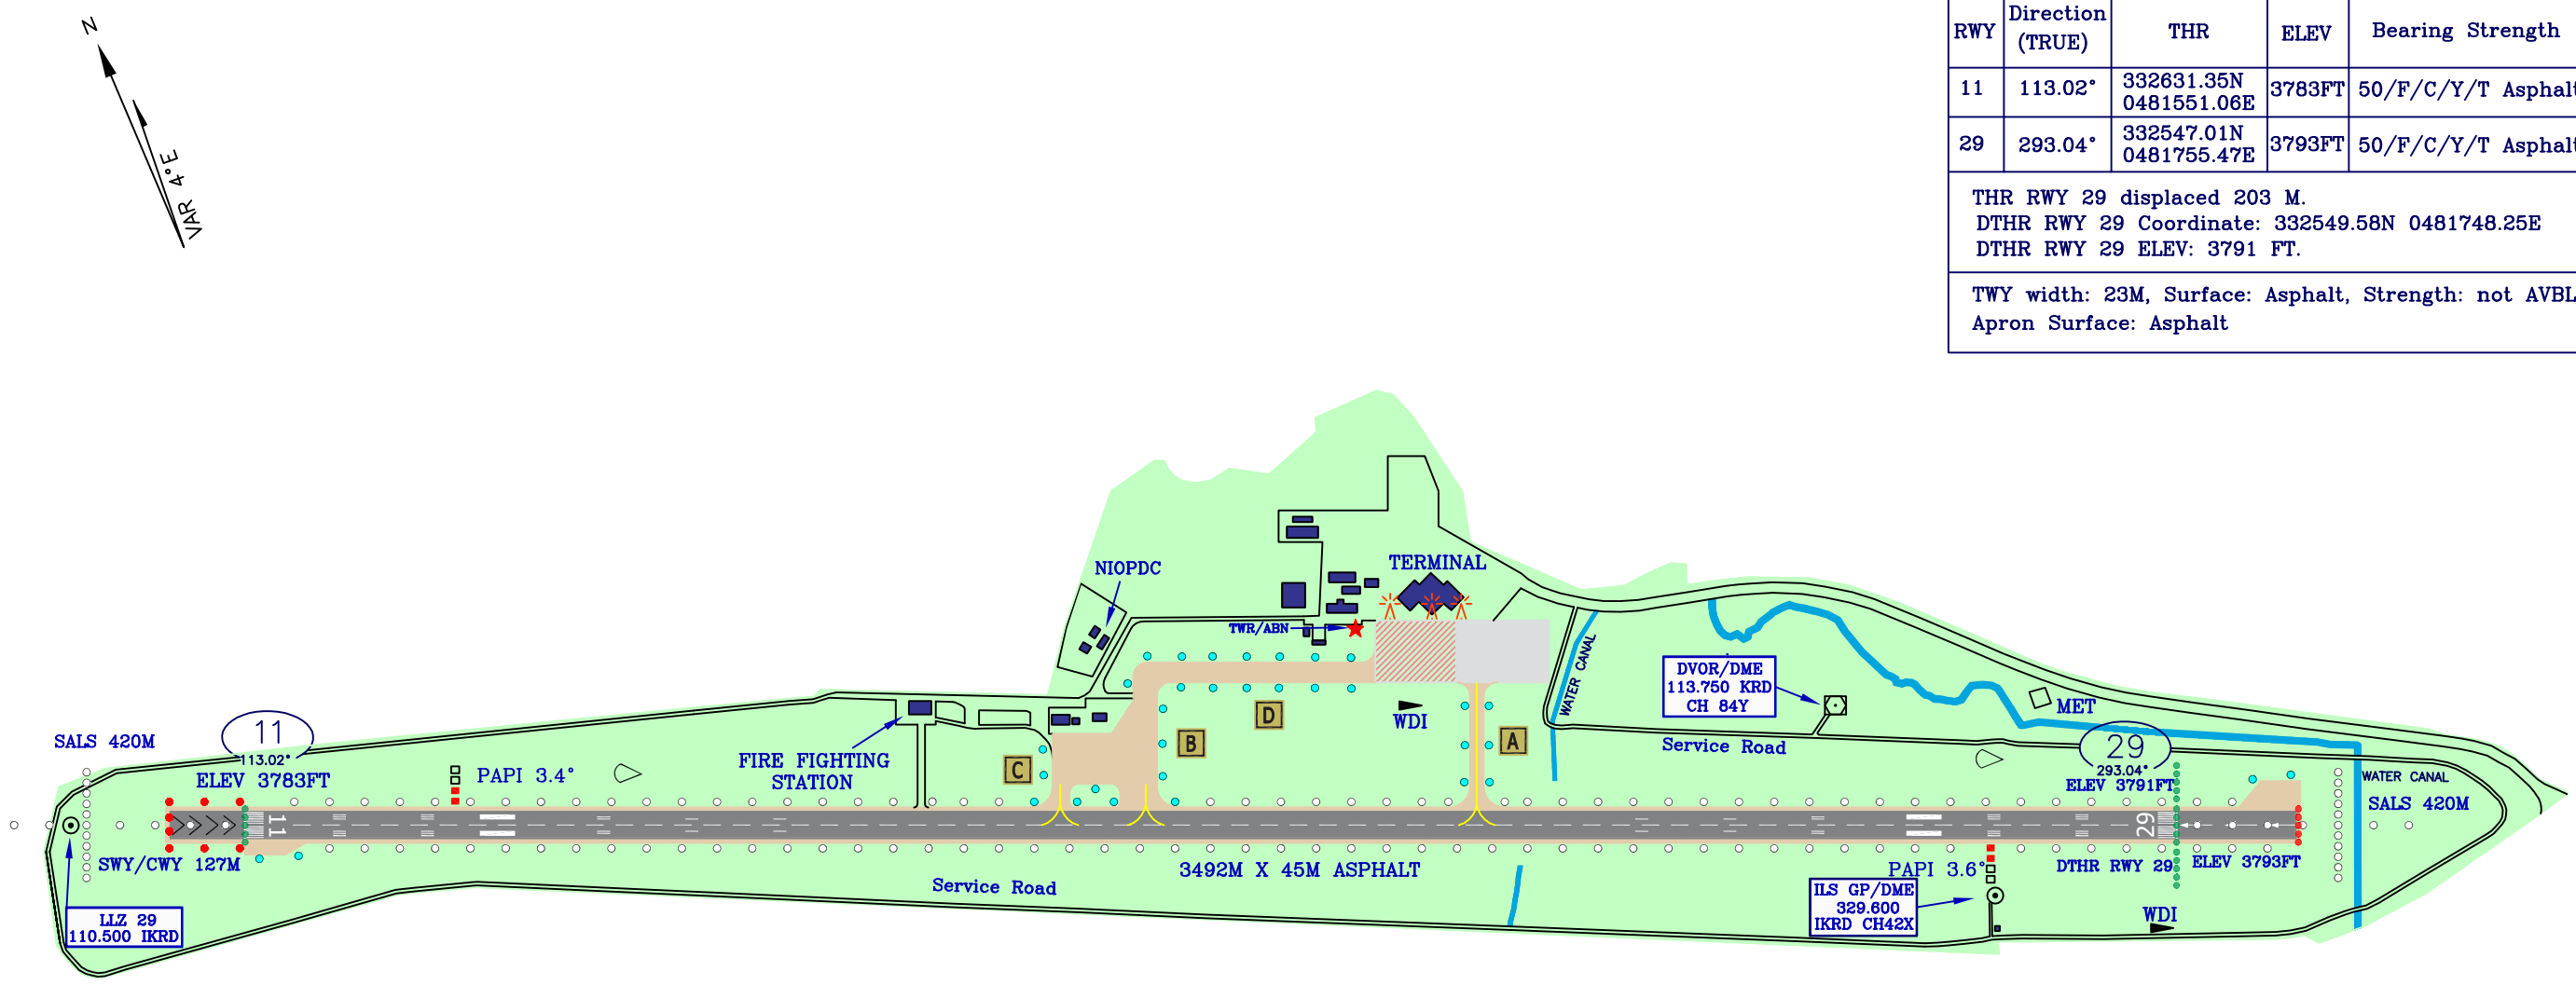 N
VAR 4°E
RWY Direction (TRUE) THR ELEV Bearing Strength
11 113.02° 332631.35N 0481551.06E 3783FT 50/F/C/Y/T Asphalt
29 293.04° 332547.01N 0481755.47E 3793FT 50/F/C/Y/T Asphalt
THR RWY 29 displaced 203 M.
DTHR RWY 29 Coordinate: 332549.58N 0481748.25E
DTHR RWY 29 ELEV: 3791 FT.
TWY width: 23M, Surface: Asphalt, Strength: not AVBL
Apron Surface: Asphalt
TERMINAL
NIOPDC
TWR/ABN
WATER CANAL
DVOR/DME
113.750 KRD
CH 84Y
MET
WDI
D
B
A
C
Service Road
11
113.02°
SALS 420M
ELEV 3783FT
PAPI 3.4°
FIRE FIGHTING
STATION
29
293.04°
ELEV 3791FT
WATER CANAL
SALS 420M
11
29
SWY/CWY 127M
3492M X 45M ASPHALT
PAPI 3.6°
DTHR RWY 29
ELEV 3793FT
Service Road
LLZ 29
110.500 IKRD
ILS GP/DME
329.600
IKRD CH42X
WDI